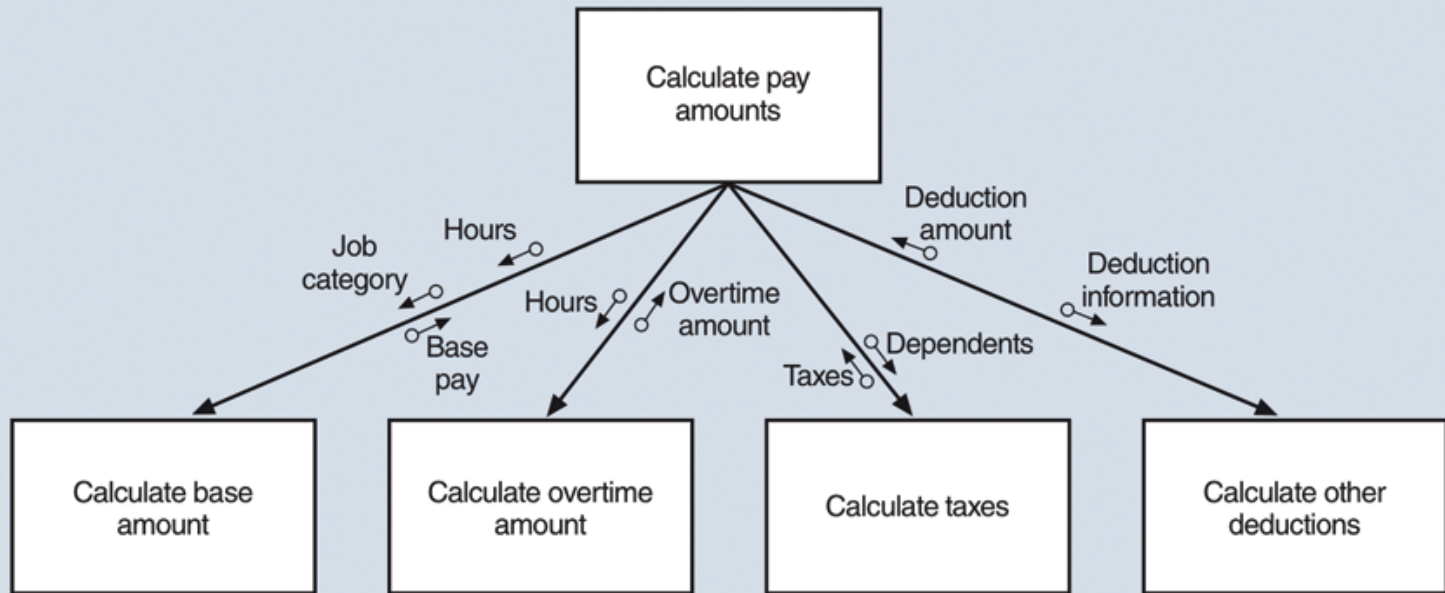 Calculate pay
amounts
Deduction
amount
Hours
Job
category
Deduction
information
Hours
Overtime
amount
Base
pay
Dependents
Taxes
Calculate base
amount
Calculate overtime
amount
Calculate taxes
Calculate other
deductions